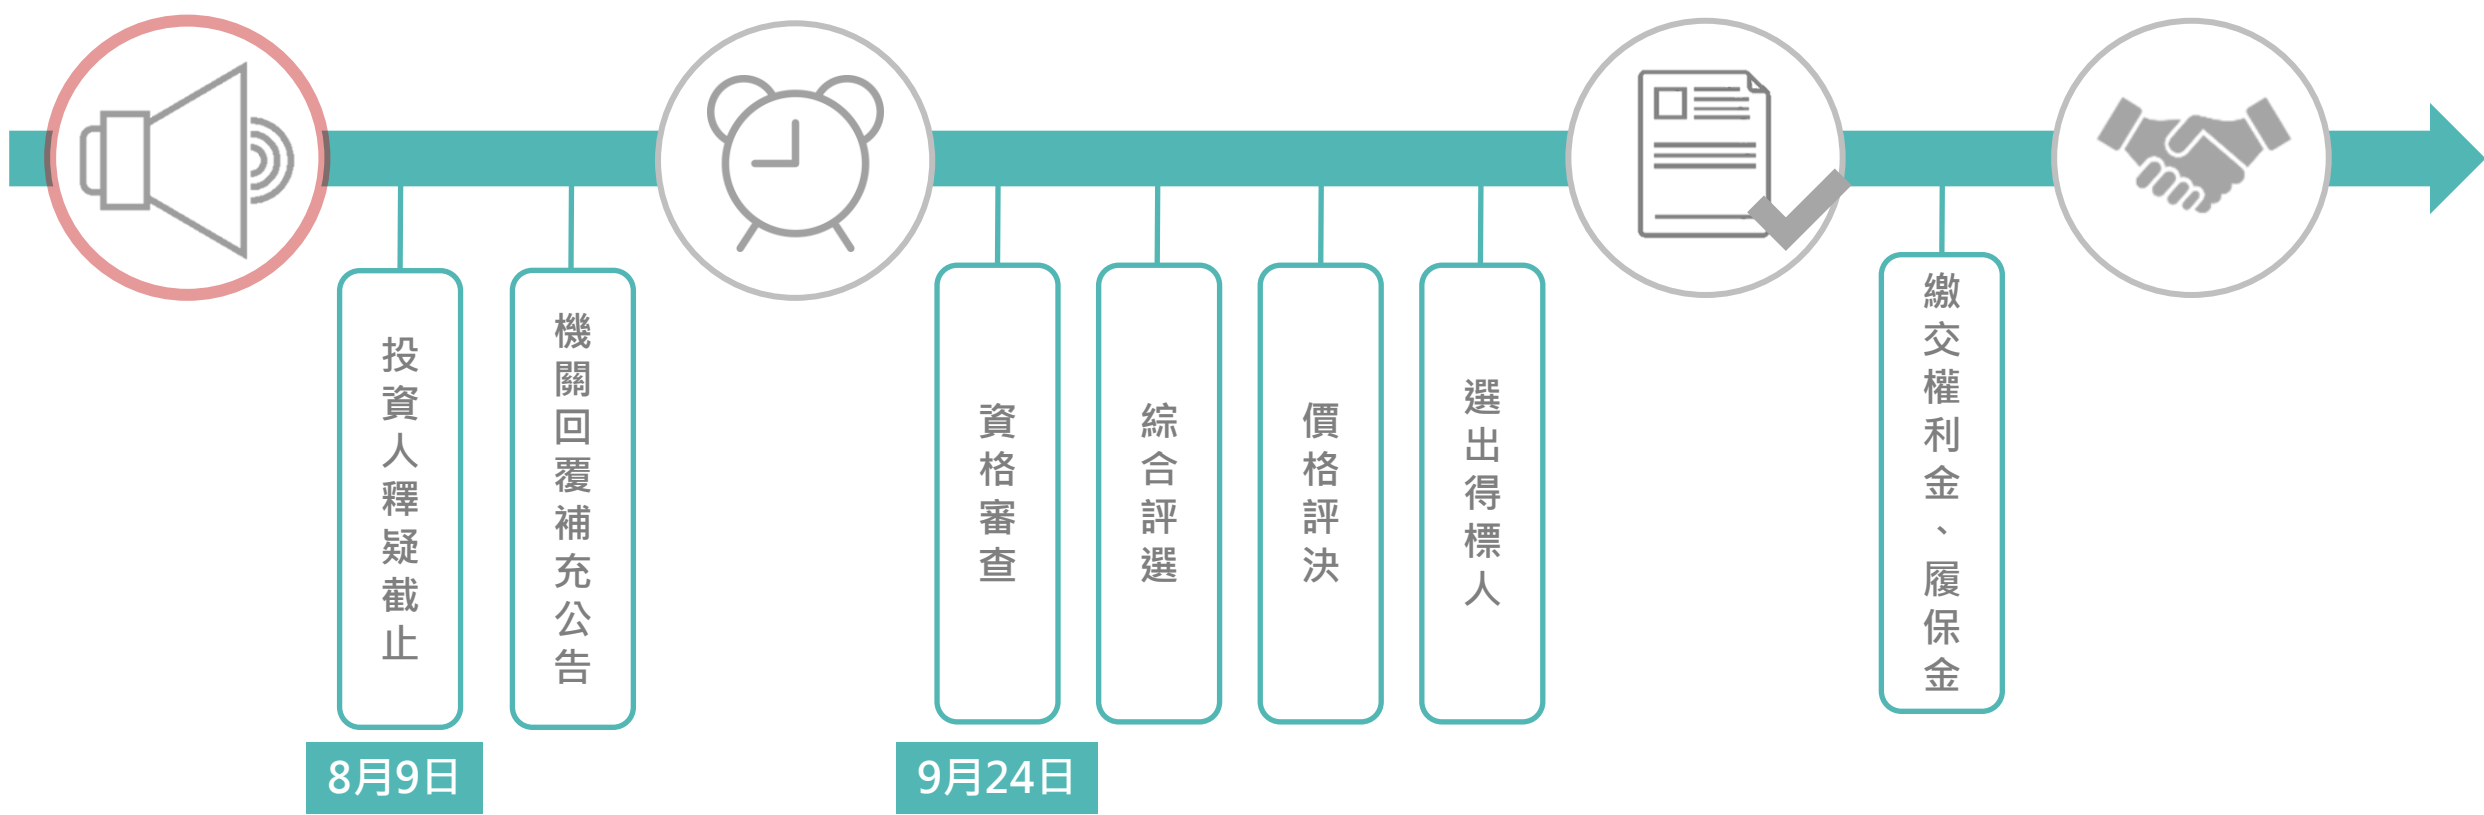 投資人釋疑截止
機關回覆補充公告
資格審查
綜合評選
價格評決
選出得標人
繳交權利金、履保金
8月9日
9月24日